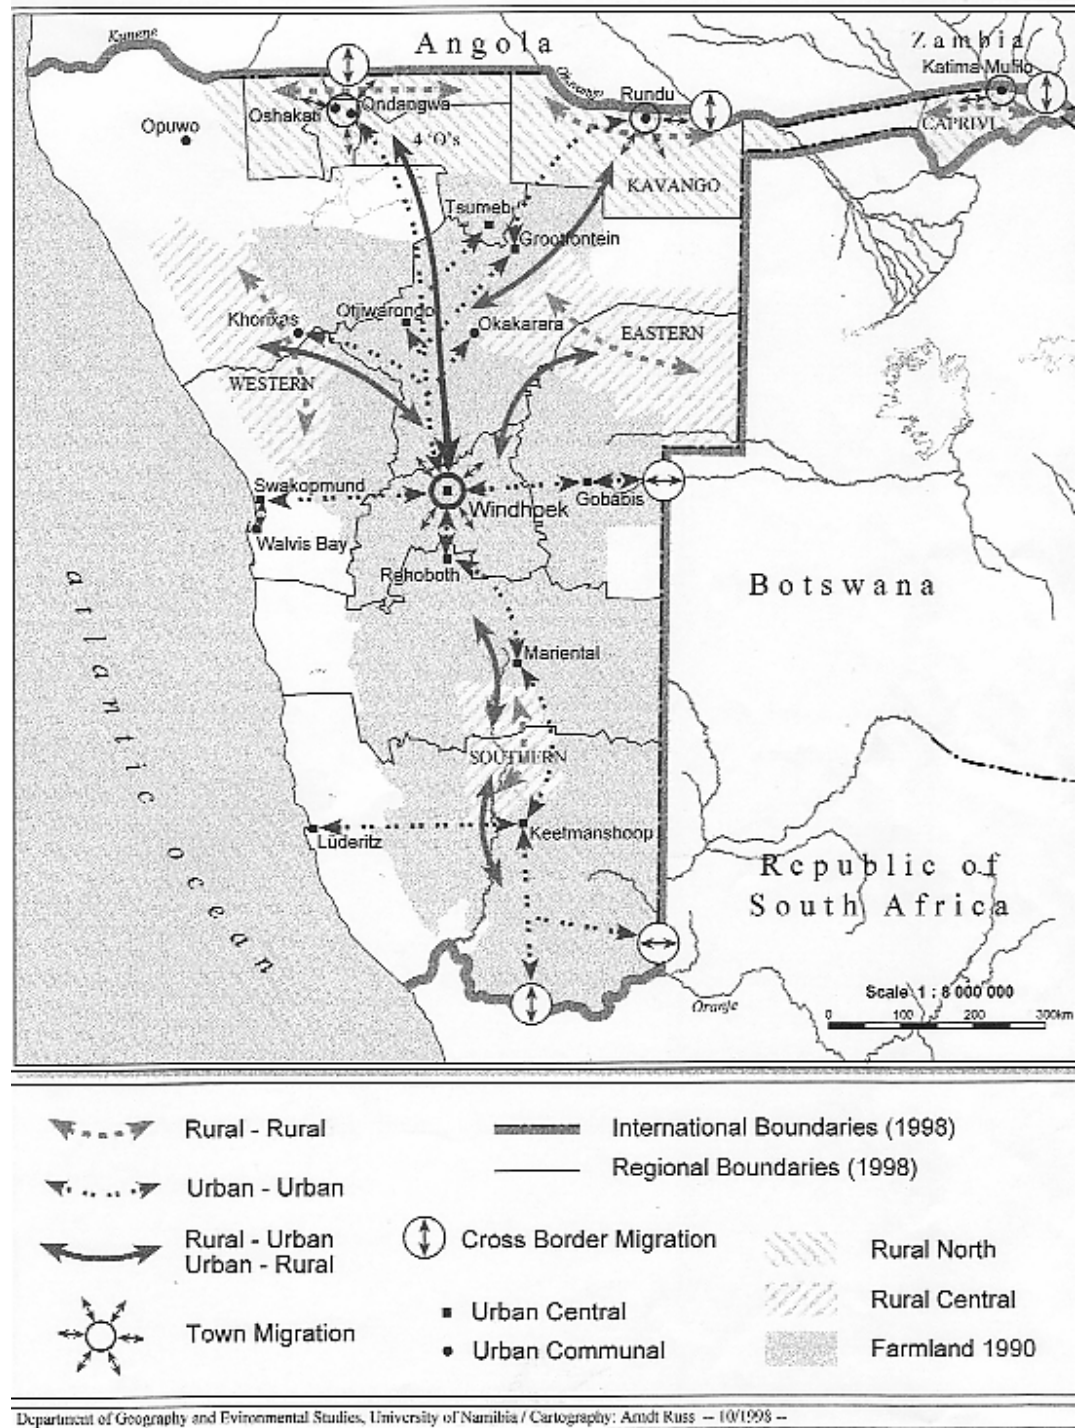 Kunene
Angola
Zambia
Katima Mulilo
Okavango
Rundu
Oshakati
Ondangwa
Opuwo
4 'O's
CAPRIVI
KAVANGO
Tsumeb
Grootfontein
Otjiwarongo
Khorixas
Okakarara
EASTERN
WESTERN
Swakopmund
Gobabis
Windhoek
Walvis Bay
Rehoboth
Botswana
atlantic ocean
Mariental
SOUTHERN
Keetmanshoop
Lüderitz
Republic of
South Africa
Scale 1 : 8 000 000
Oranje
0 100 200 300km
Rural - Rural
International Boundaries (1998)
Regional Boundaries (1998)
Urban - Urban
Rural - Urban
Urban - Rural
Cross Border Migration
Rural North
Rural Central
Town Migration
Urban Central
Urban Communal
Farmland 1990
Department of Geography and Evironmental Studies, University of Namibia / Cartography: Arndt Russ -- 10/1998 --